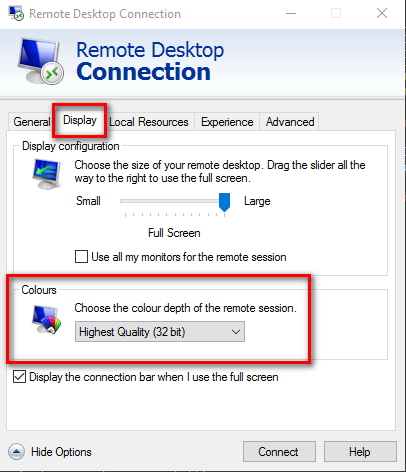 Remote Desktop Connection
Remote Desktop
Connection
General Display Local Resources Experience Advanced
Display configuration
Choose the size of your remote desktop. Drag the slider all the
way to the right to use the full screen.
Small Large
Full Screen
Use all my monitors for the remote session
Colours
Choose the colour depth of the remote session.
Highest Quality (32 bit)
Display the connection bar when I use the full screen
Hide Options Connect Help